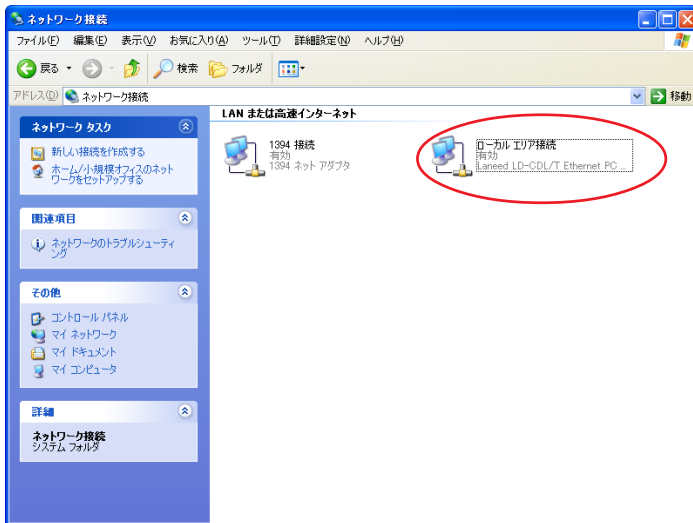 ネットワーク接続
ファイル(F) 編集(E) 表示(V) お気に入り(A) ツール(T) 詳細設定(N) ヘルプ(H)
戻る 検索 フォルダ
アドレス(D) ネットワーク接続 移動
ネットワーク タスク
新しい接続を作成する
ホーム/小規模オフィスのネット
ワークをセットアップする
関連項目
ネットワークのトラブルシューティ
ング
その他
コントロール パネル
マイ ネットワーク
マイ ドキュメント
マイ コンピュータ
詳細
ネットワーク接続
システム フォルダ
LAN または高速インターネット
1394 接続
有効
1394 ネット アダプタ
ローカル エリア接続
有効
Laneed LD-CDL/T Ethernet PC ...